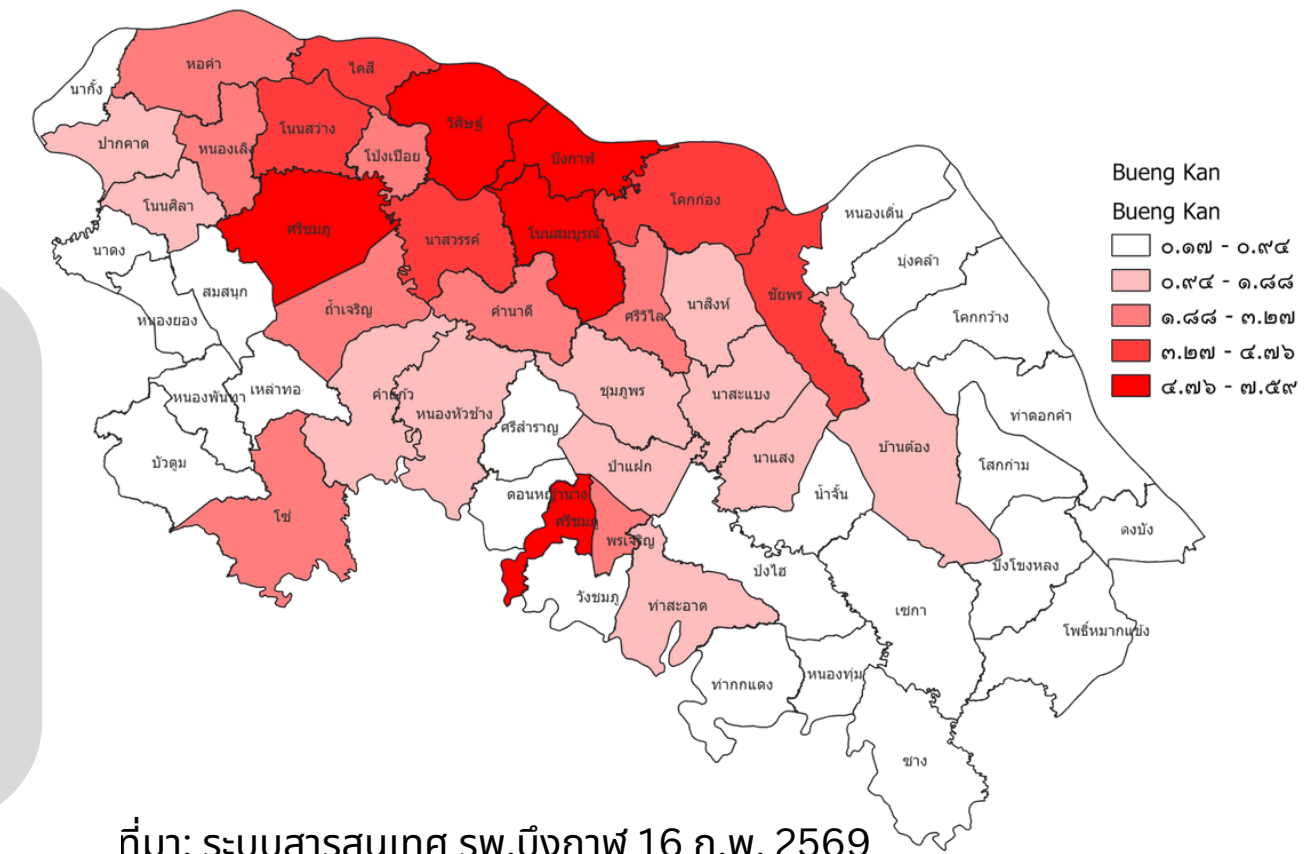 หอคำ
ไคสี
นากั้ง
วิศิษฐ์
ปากคาด
หนองเลิง
โนนสว่าง
โป่งเปือย
บึงกาฬ
โนนศิลา
โคกก่อง
หนองเดิ่น
ศรีชมภู
นาสวรรค์
โนนสมบูรณ์
นาดง
บุ่งคล้า
สมสนุก
ถ้ำเจริญ
คำนาดี
ศรีวิไล
นาสิงห์
ชัยพร
หนองยอง
โคกกว้าง
หนองพันทา
เหล่าทอ
คำแก้ว
หนองหัวช้าง
ชุมภูพร
นาสะแบง
ท่าดอกคำ
ศรีสำราญ
บัวตูม
ป่าแฝก
นาแสง
บ้านต้อง
โสกก่าม
โซ่
ดอนหญ้านาง
น้ำจั้น
ศรีชมภู
พรเจริญ
ดงบัง
ป่งไฮ
บึงโขงหลง
วังชมภู
ท่าสะอาด
เซกา
โพธิ์หมากแข้ง
ท่ากกแดง
หนองทุ่ม
ซาง
Bueng Kan
Bueng Kan
๐.๑๗ - ๐.๙๔
๐.๙๔ - ๑.๘๘
๑.๘๘ - ๓.๒๗
๓.๒๗ - ๔.๗๖
๔.๗๖ - ๗.๕๙
ที่มา: ระบบสารสนเทศ รพ.บึงกาฬ 16 ก.พ. 2569